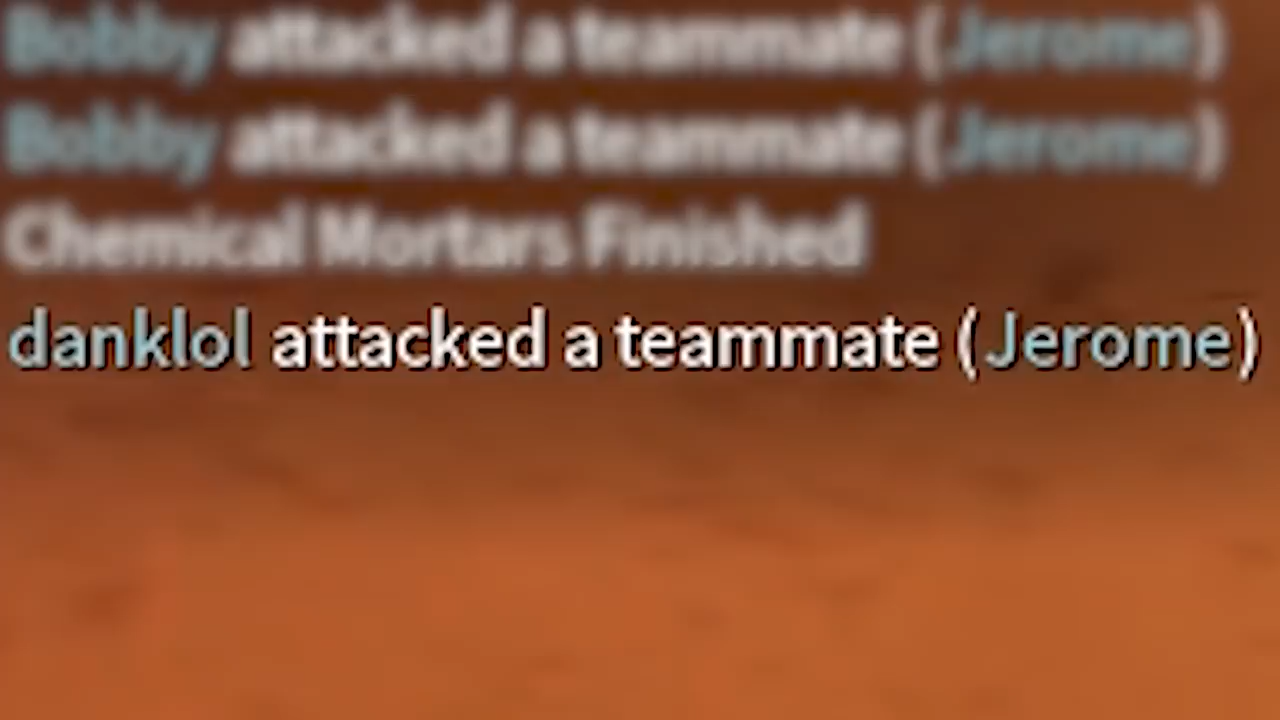 Bobby attacked a teammate (Jerome)
Bobby attacked a teammate (Jerome)
Chemical Mortars Finished
danklol attacked a teammate (Jerome)